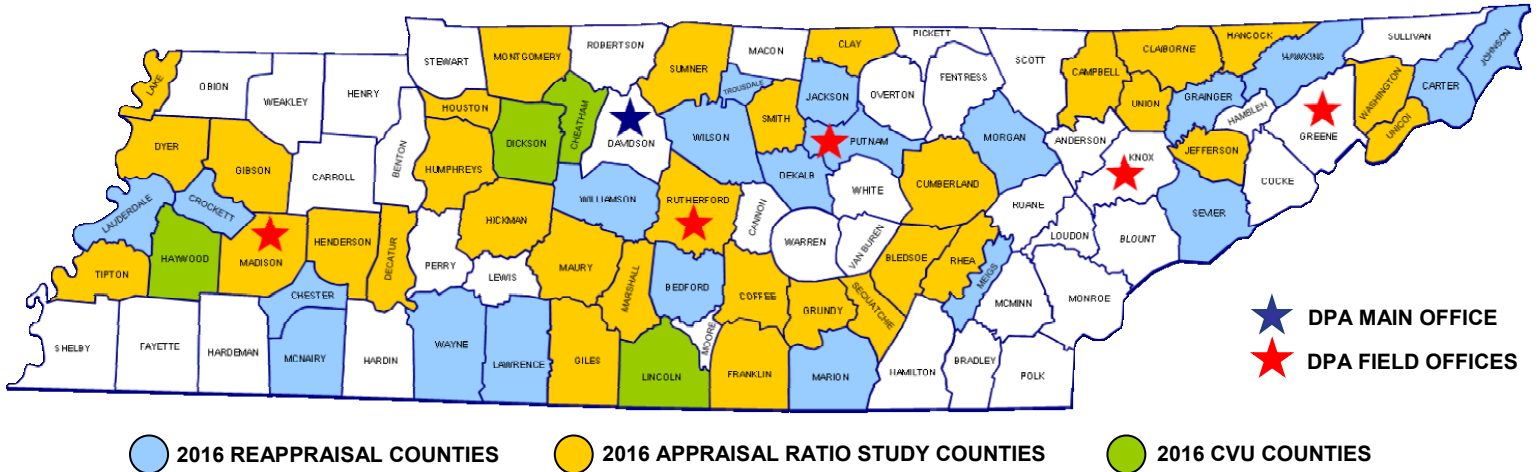 PICKETT
ROBERTSON
MACON
CLAY
SULLIVAN
JOHNSON
HANCOCK
CLAIBORNE
HAWKING
MONTGOMERY
STEWART
SUMNER
SCOTT
CAMPBELL
FENTRESS
OVERTON
JACKSON
TROUSDALE
LAKE
OBION
WEAKLEY
HENRY
HOUSTON
CHEATHAM
SMITH
UNION
GRAINGER
HAMBLEN
GREENE
WASHINGTON
CARTER
UNICOI
DYER
GIBSON
CARROLL
BENTON
HUMPHREYS
DICKSON
DAVIDSON
WILSON
PUTNAM
MORGAN
ANDERSON
KNOX
JEFFERSON
COCKE
DEKALB
WHITE
CUMBERLAND
LAUDERDALE
CROCKETT
HICKMAN
WILLIAMSON
RUTHERFORD
CANNON
WARREN
VAN BUREN
ROANE
LOUDON
BLOUNT
SEVIER
TIPTON
HAYWOOD
MADISON
HENDERSON
DECATUR
PERRY
LEWIS
MAURY
MARSHALL
BEDFORD
COFFEE
GRUNDY
SEQUATCHIE
BLEDSOE
RHEA
MEIGS
MCMINN
MONROE
CHESTER
SHELBY
FAYETTE
HARDEMAN
MCNAIRY
HARDIN
WAYNE
LAWRENCE
GILES
LINCOLN
MOORE
FRANKLIN
MARION
HAMILTON
BRADLEY
POLK
DPA MAIN OFFICE
DPA FIELD OFFICES
2016 REAPPRAISAL COUNTIES
2016 APPRAISAL RATIO STUDY COUNTIES
2016 CVU COUNTIES